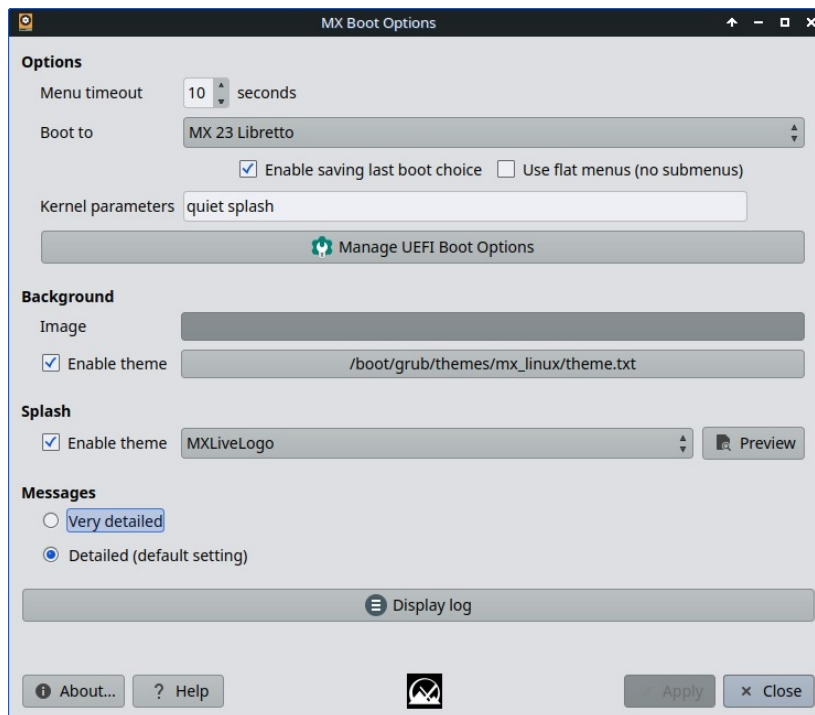 MX Boot Options
Options
Menu timeout 10 seconds
Boot to MX 23 Libretto
Enable saving last boot choice Use flat menus (no submenus)
Kernel parameters quiet splash
Manage UEFI Boot Options
Background
Image
Enable theme /boot/grub/themes/mx_linux/theme.txt
Splash
Enable theme MXLiveLogo Preview
Messages
Very detailed
Detailed (default setting)
Display log
About... Help Apply Close